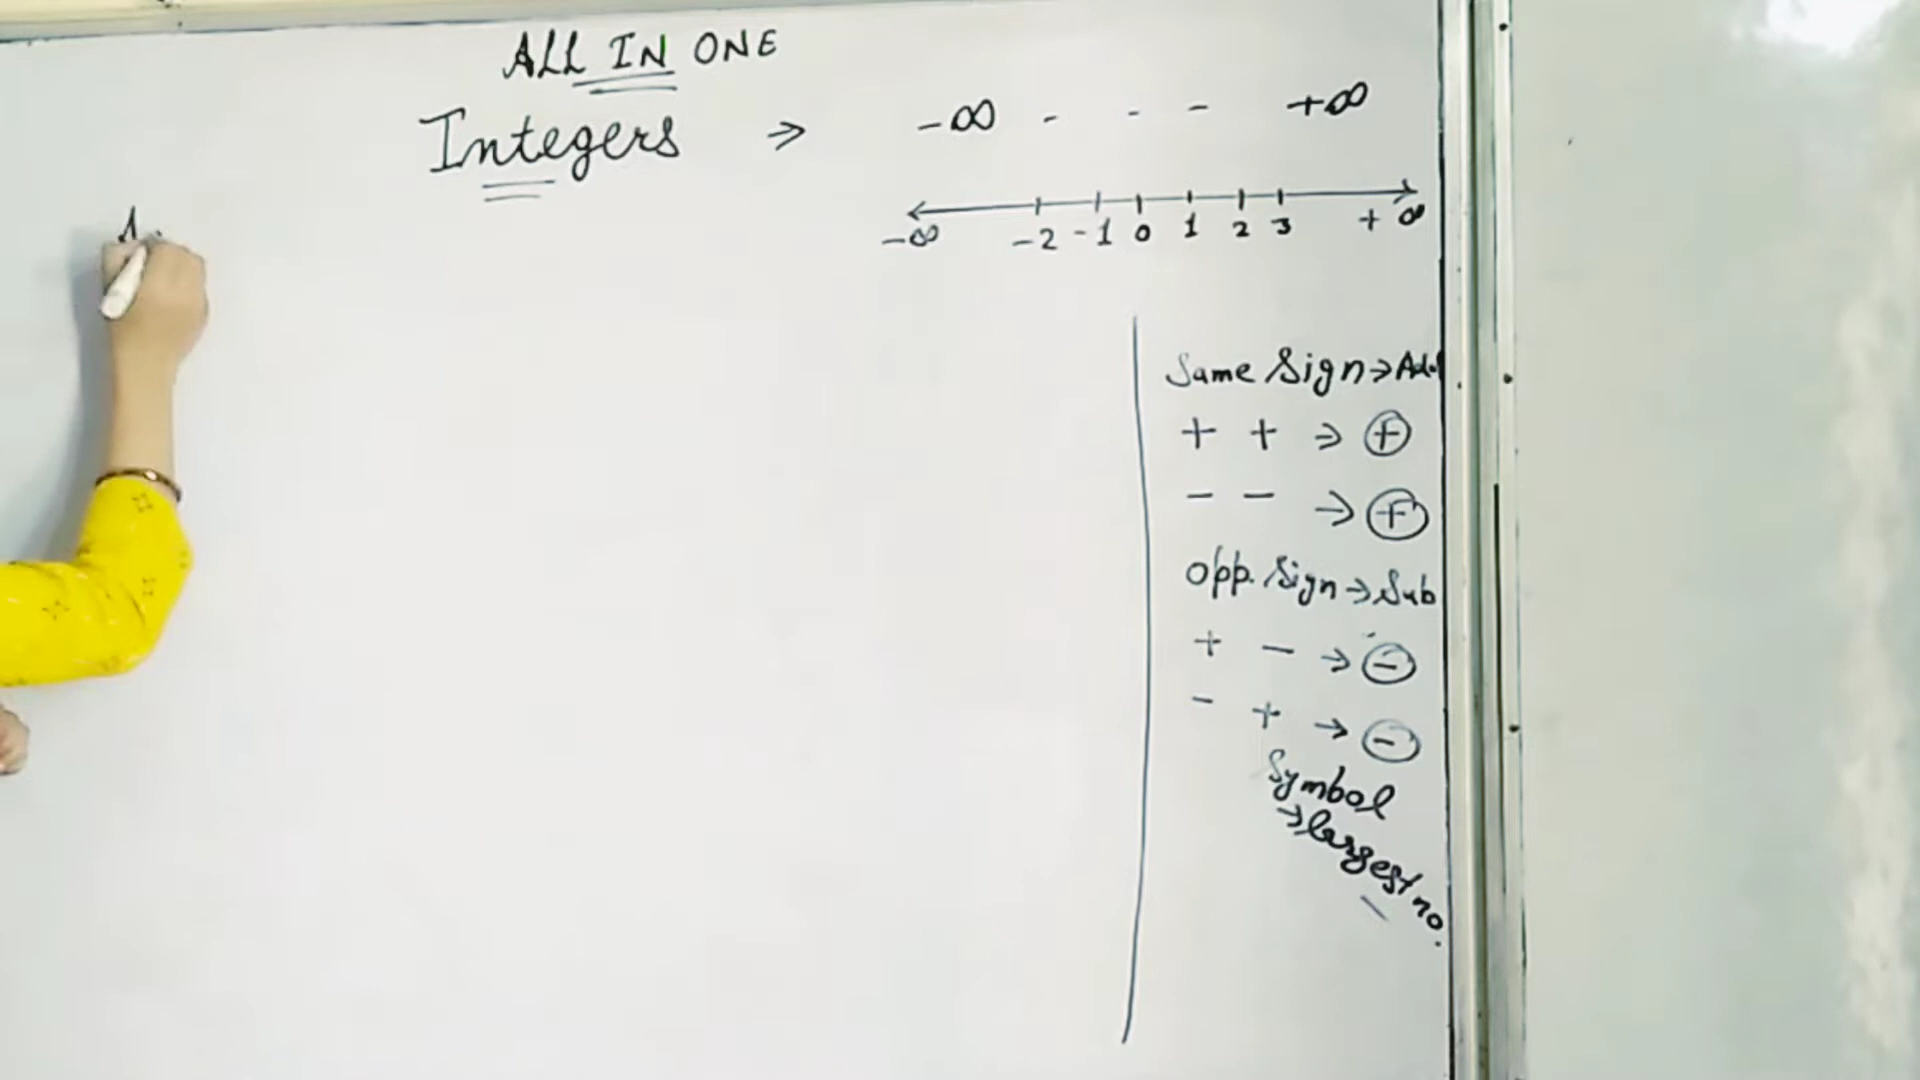 ALL IN ONE
Integers ⇒ -∞ - - - +∞
-∞ -2 -1 0 1 2 3 +∞
Same Sign → Add
+ + ⇒ ⊕
- - → ⊕
Opp. Sign → Sub
+ - → ⊖
- + → ⊖
Symbol
→ largest no.